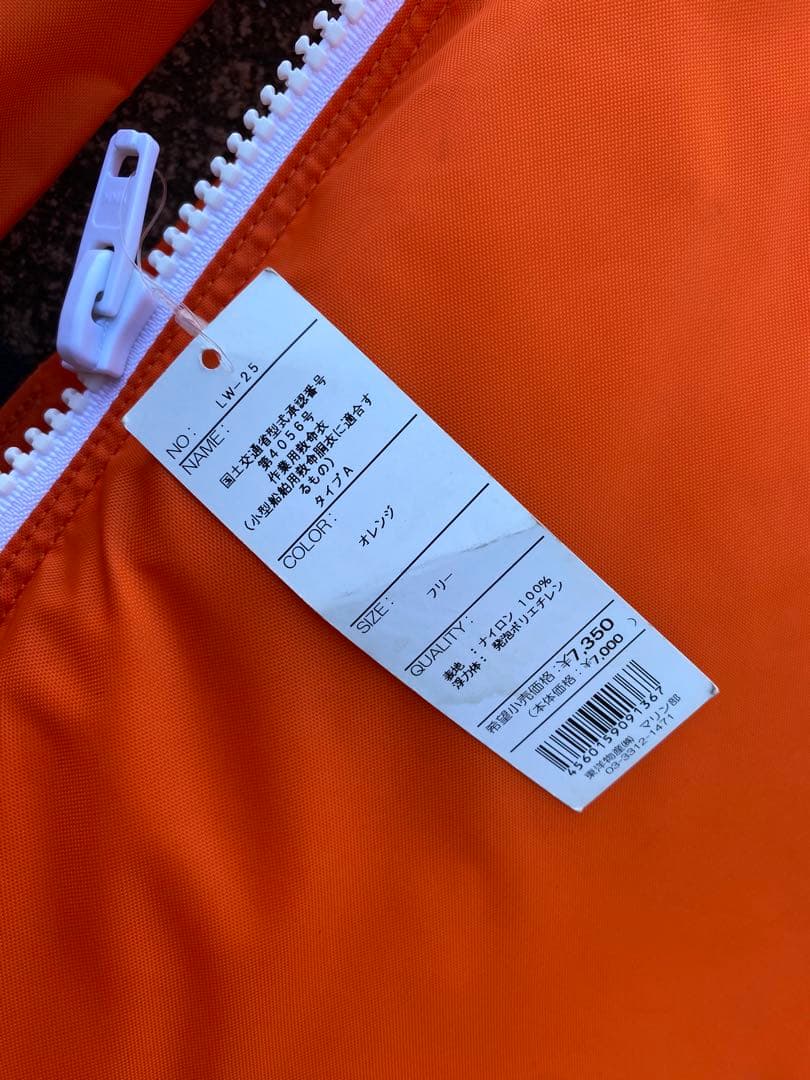 NO: LW-25
NAME:
国土交通省型式承認番号
第4056号
作業用救命衣
(小型船舶用救命胴衣に適合す
るもの)
タイプA
COLOR:
オレンジ
SIZE: フリー
QUALITY:
表地 : ナイロン 100%
浮力体: 発泡ポリエチレン
希望小売価格:¥7,350
(本体価格:¥7,000 )
4560159091367
東洋物産㈱ マリン部
03-3312-1471